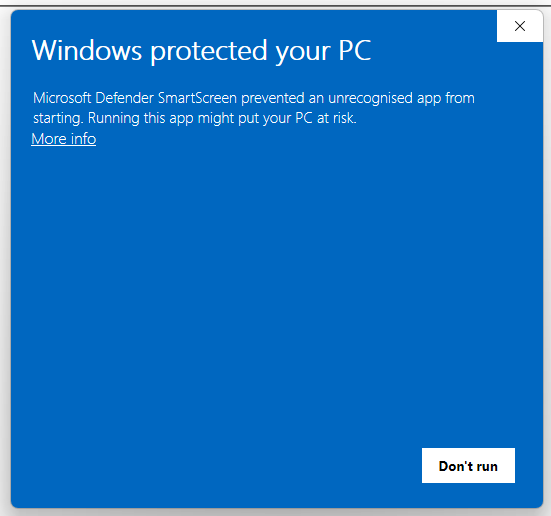 Windows protected your PC
Microsoft Defender SmartScreen prevented an unrecognised app from
starting. Running this app might put your PC at risk.
More info
Don't run